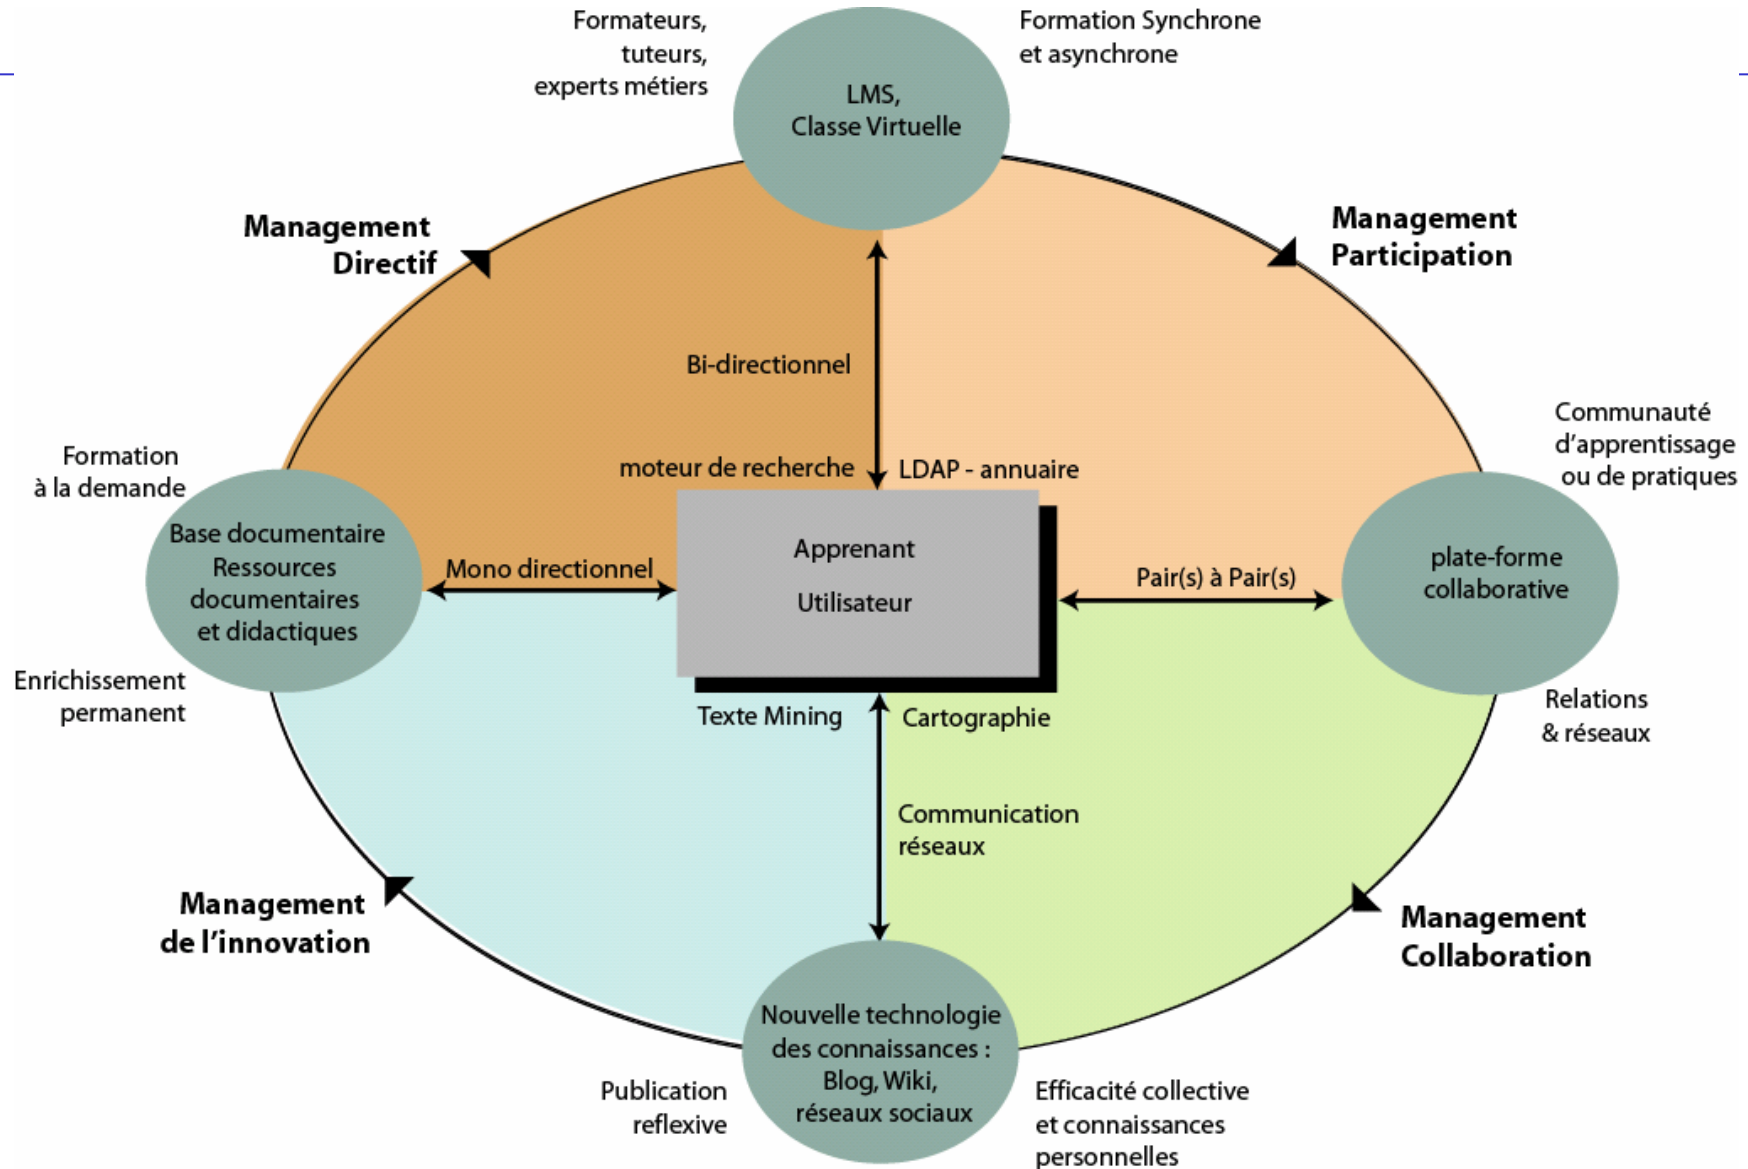 Formateurs,
tuteurs,
experts métiers
Formation Synchrone
et asynchrone
LMS,
Classe Virtuelle
Management
Directif
Management
Participation
Bi-directionnel
moteur de recherche
LDAP - annuaire
Communauté
d'apprentissage
ou de pratiques
Formation
à la demande
Base documentaire
Ressources
documentaires
et didactiques
Mono directionnel
Apprenant
Utilisateur
Pair(s) à Pair(s)
plate-forme
collaborative
Enrichissement
permanent
Relations
& réseaux
Texte Mining
Cartographie
Communication
réseaux
Management
de l'innovation
Management
Collaboration
Nouvelle technologie
des connaissances :
Blog, Wiki,
réseaux sociaux
Publication
reflexive
Efficacité collective
et connaissances
personnelles